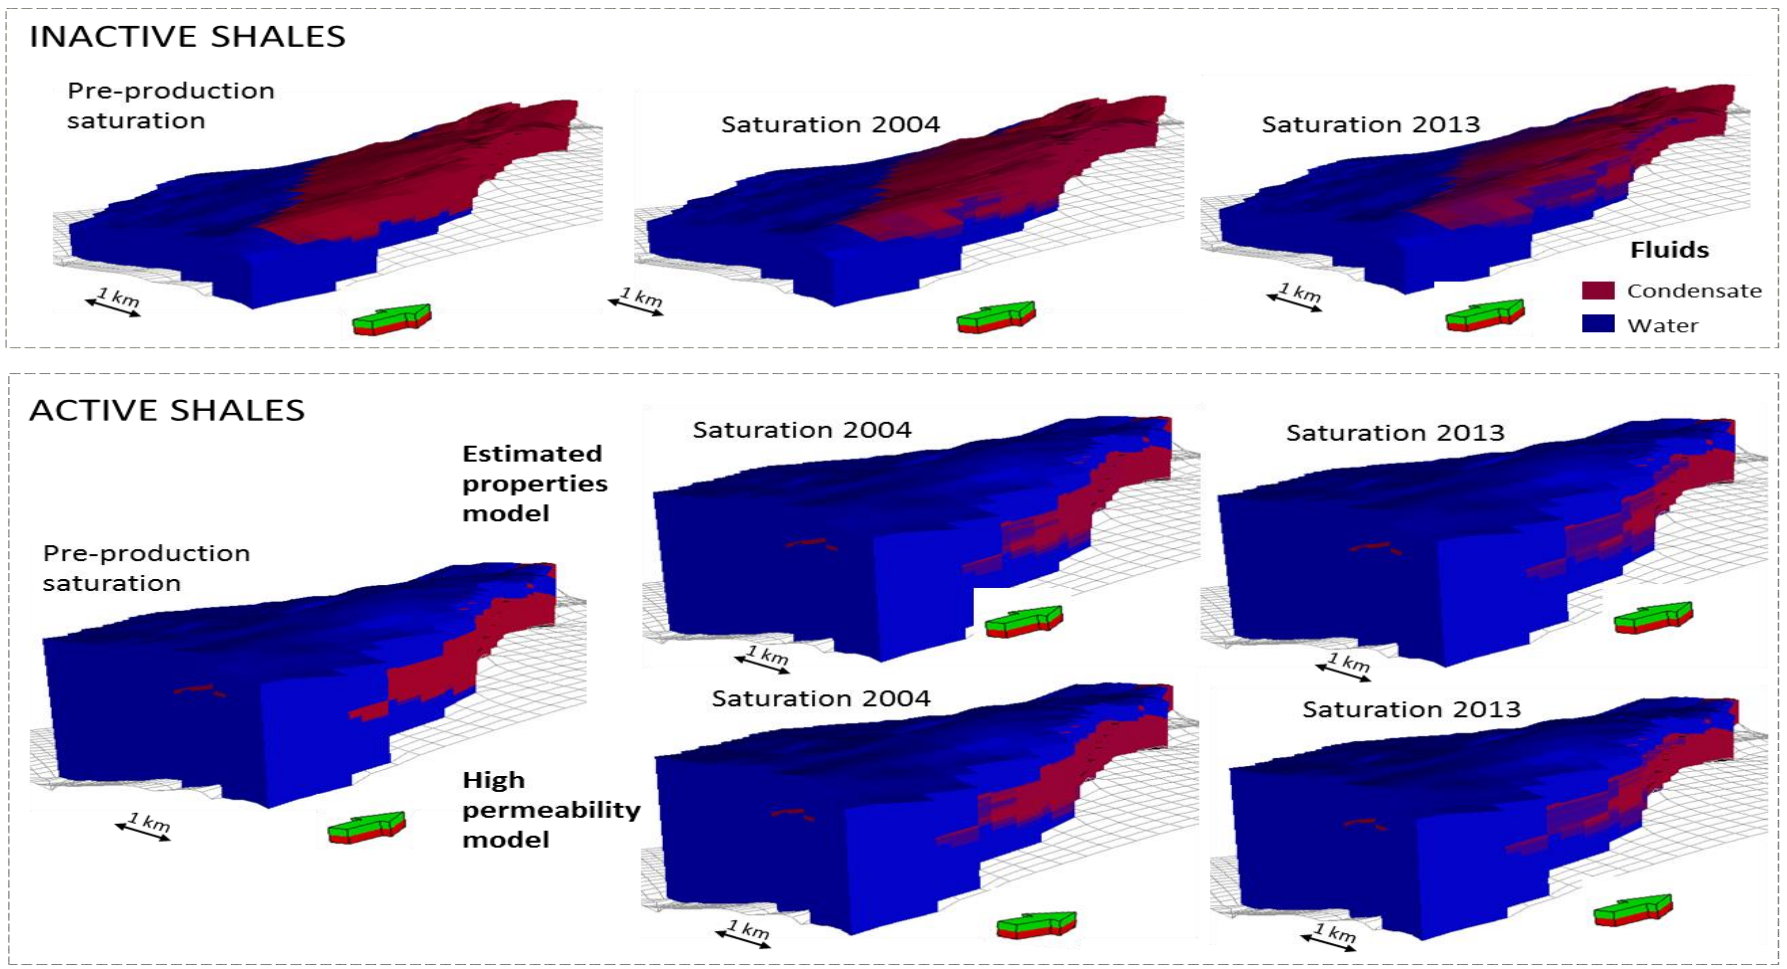 INACTIVE SHALES
Pre-production
saturation
Saturation 2004
Saturation 2013
1 km
1 km
1 km
Fluids
Condensate
Water
ACTIVE SHALES
Pre-production
saturation
1 km
Estimated
properties
model
Saturation 2004
1 km
Saturation 2013
1 km
High
permeability
model
Saturation 2004
1 km
Saturation 2013
1 km